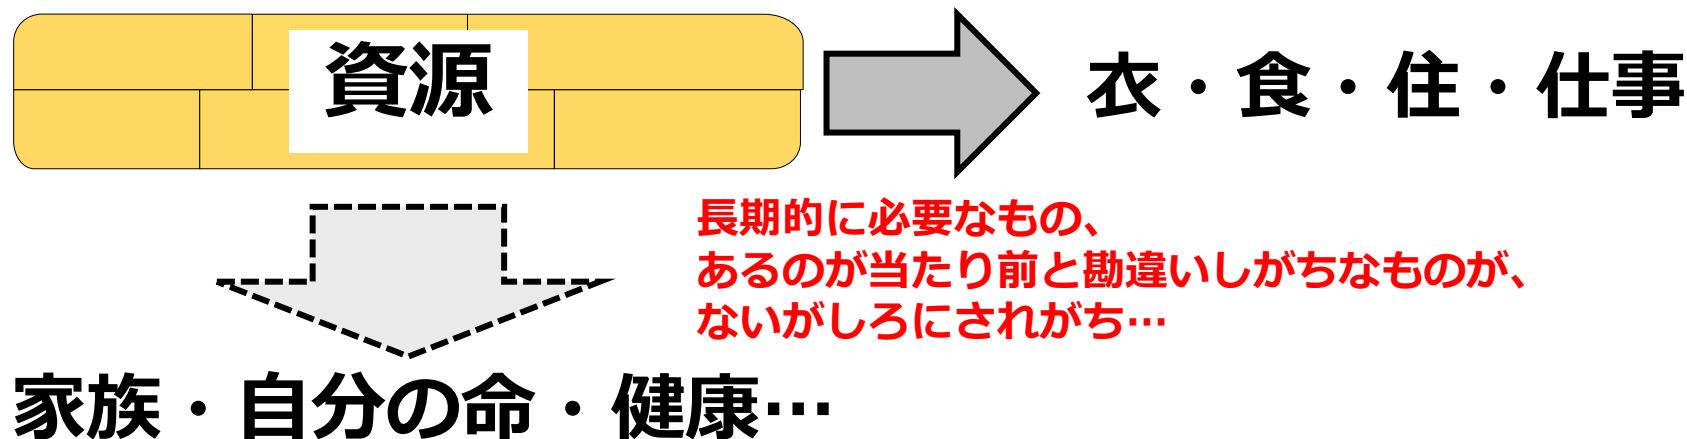 資源
衣・食・住・仕事
長期的に必要なもの、
あるのが当たり前と勘違いしがちなものが、
ないがしろにされがち…
家族・自分の命・健康…